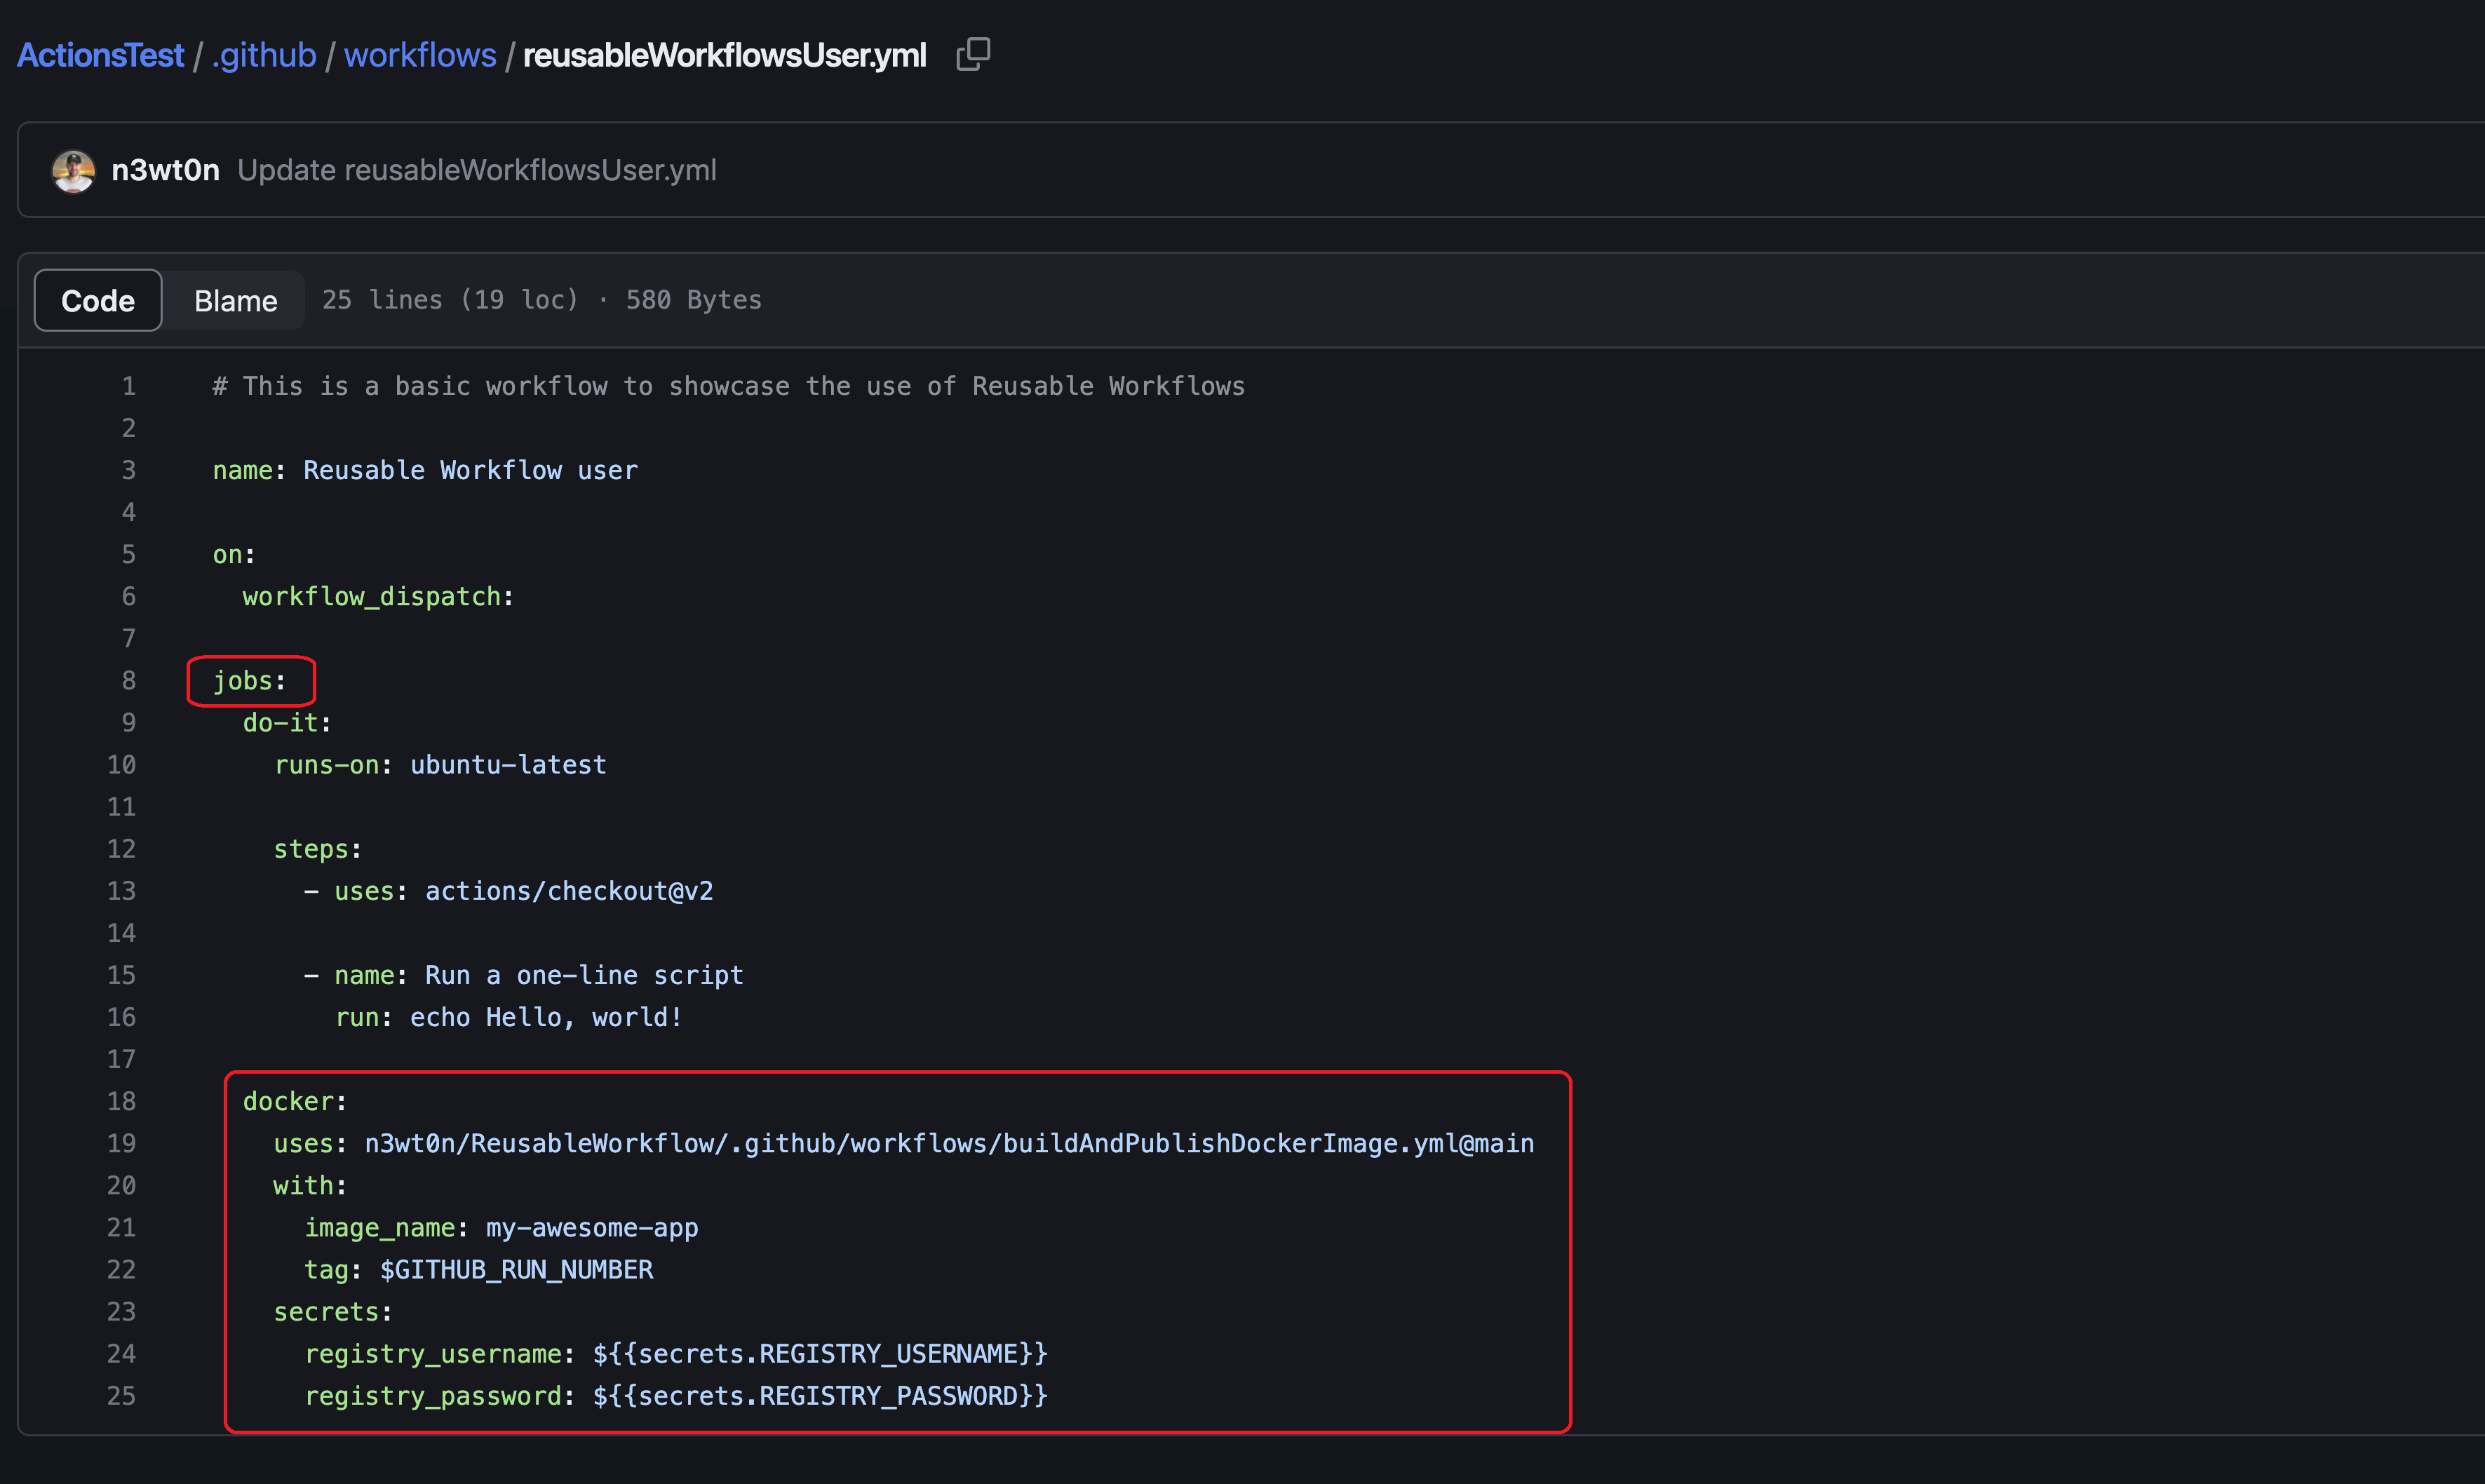 ActionsTest / .github / workflows / reusableWorkflowsUser.yml
n3wt0n Update reusableWorkflowsUser.yml
Code Blame 25 lines (19 loc) · 580 Bytes
1 # This is a basic workflow to showcase the use of Reusable Workflows
2
3 name: Reusable Workflow user
4
5 on:
6   workflow_dispatch:
7
8 jobs:
9   do-it:
10     runs-on: ubuntu-latest
11
12     steps:
13       - uses: actions/checkout@v2
14
15       - name: Run a one-line script
16         run: echo Hello, world!
17
18   docker:
19     uses: n3wt0n/ReusableWorkflow/.github/workflows/buildAndPublishDockerImage.yml@main
20     with:
21       image_name: my-awesome-app
22       tag: $GITHUB_RUN_NUMBER
23     secrets:
24       registry_username: ${{secrets.REGISTRY_USERNAME}}
25       registry_password: ${{secrets.REGISTRY_PASSWORD}}